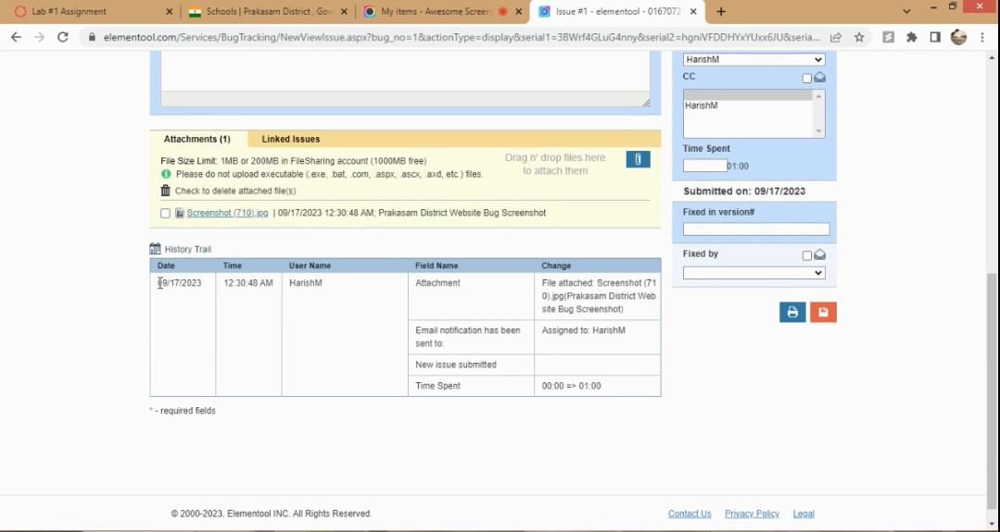 Lab #1 Assignment
Schools | Prakasam District , Gov
My items - Awesome Screen
Issue #1 - elementool - 0167073
elementool.com/Services/BugTracking/NewViewIssue.aspx?bug_no=1&actionType=display&serial1=3BWrf4GLuG4nny&serial2=hgniVFDDHYxYUxx6JU&seria...
HarishM
CC
HarishM
Time Spent
01:00
Submitted on: 09/17/2023
Fixed in version#
Fixed by
Attachments (1) Linked Issues
File Size Limit: 1MB or 200MB in FileSharing account (1000MB free)
Please do not upload executable (.exe, .bat, .com, .aspx, .ascx, .axd, etc.) files.
Drag n' drop files here
to attach them
Check to delete attached file(s)
Screenshot (710).jpg | 09/17/2023 12:30:48 AM; Prakasam District Website Bug Screenshot
History Trail
Date Time User Name Field Name Change
09/17/2023 12:30:48 AM HarishM Attachment File attached: Screenshot (71
0).jpg(Prakasam District Web
site Bug Screenshot)
Email notification has been
sent to:
Assigned to: HarishM
New issue submitted
Time Spent 00:00 => 01:00
* - required fields
© 2000-2023, Elementool INC. All Rights Reserved.
Contact Us Privacy Policy Legal